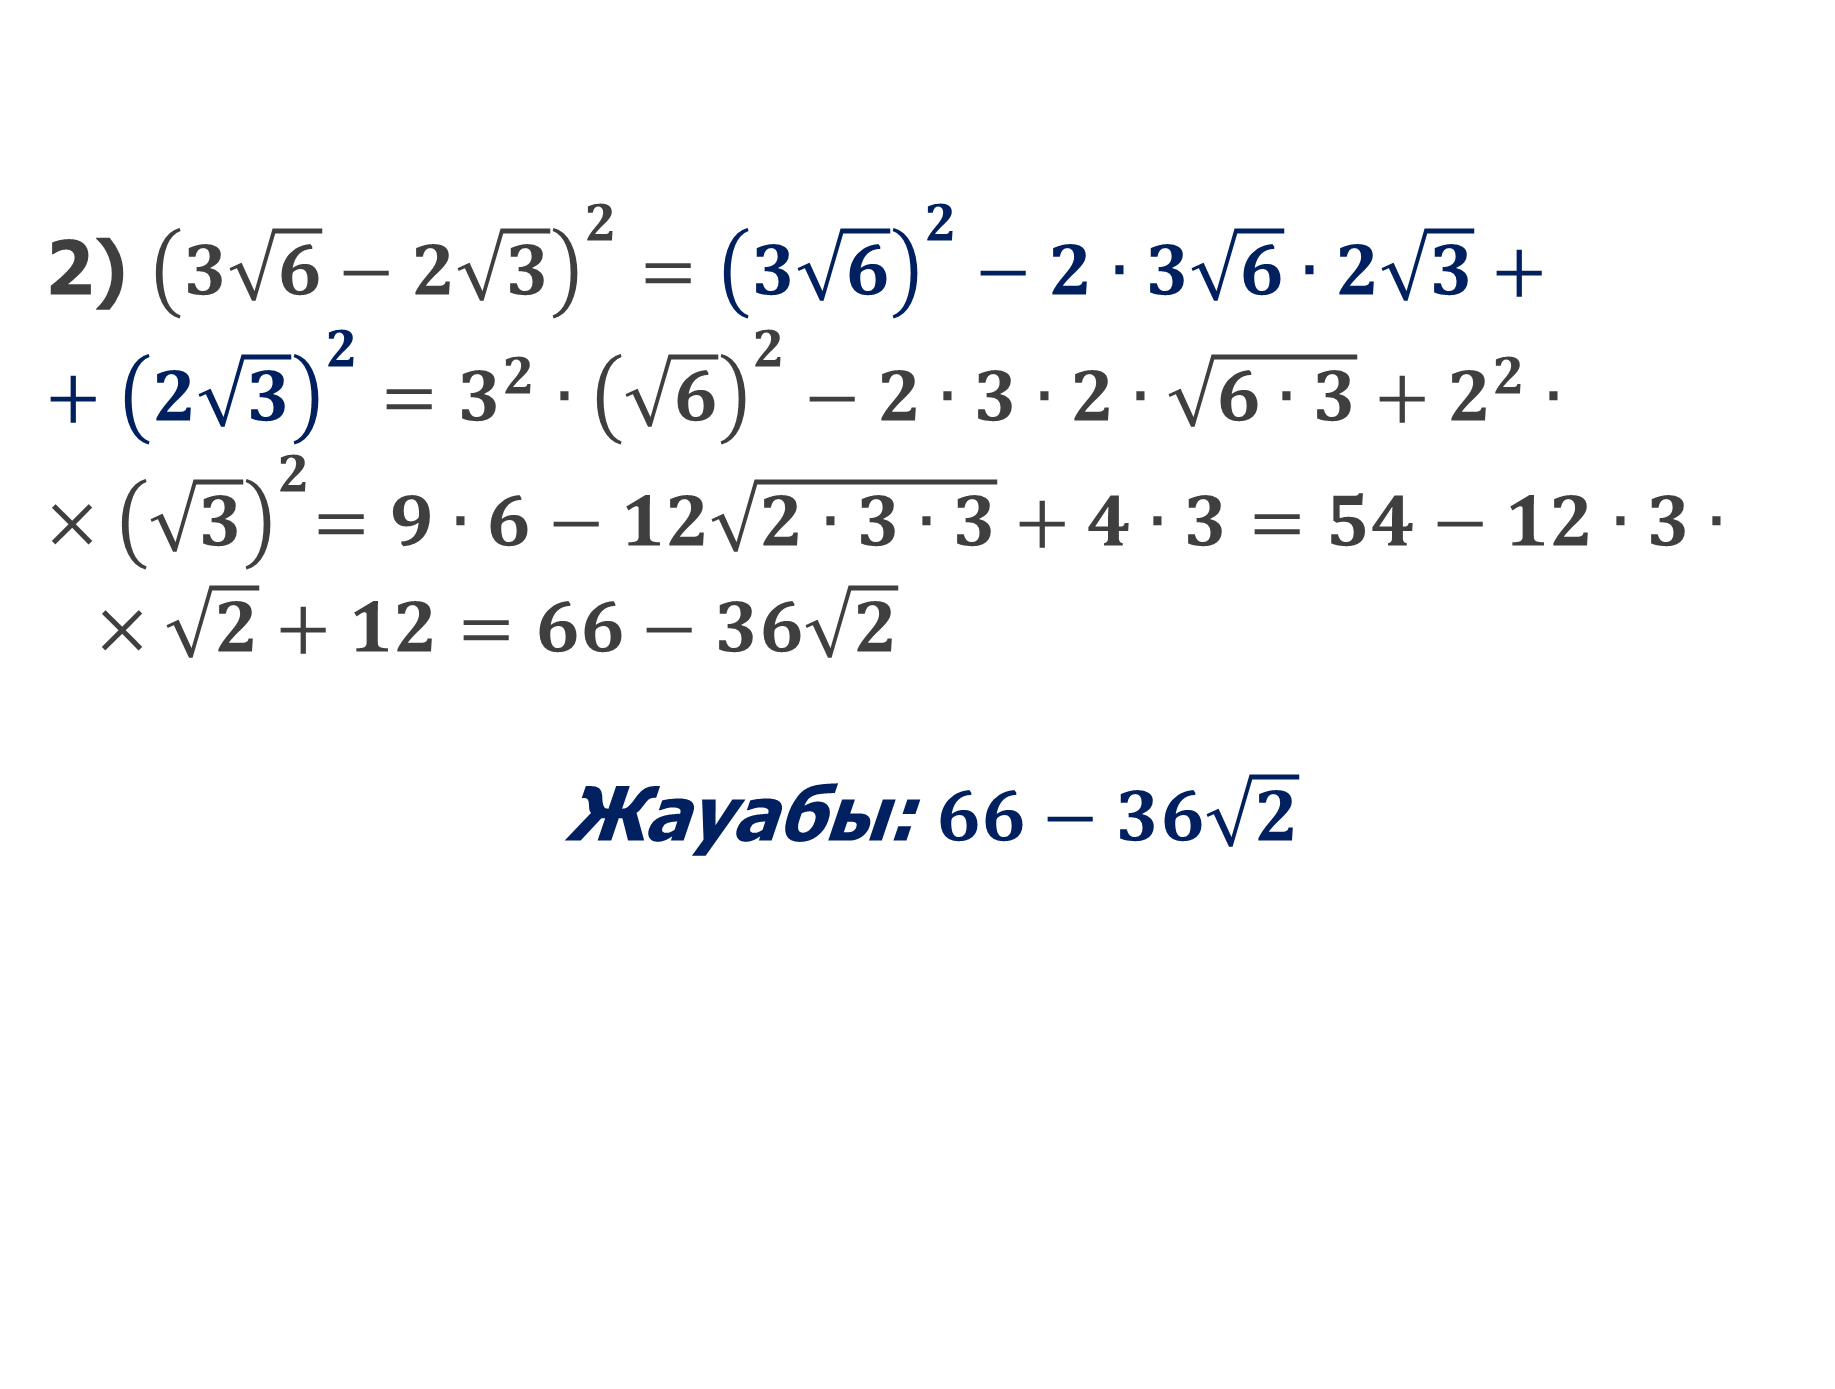 2) (3√6 − 2√3)² = (3√6)² − 2 · 3√6 · 2√3 +
+ (2√3)² = 3² · (√6)² − 2 · 3 · 2 · √(6 · 3) + 2² ·
× (√3)² = 9 · 6 − 12√(2 · 3 · 3) + 4 · 3 = 54 − 12 · 3 ·
× √2 + 12 = 66 − 36√2
Жауабы: 66 − 36√2